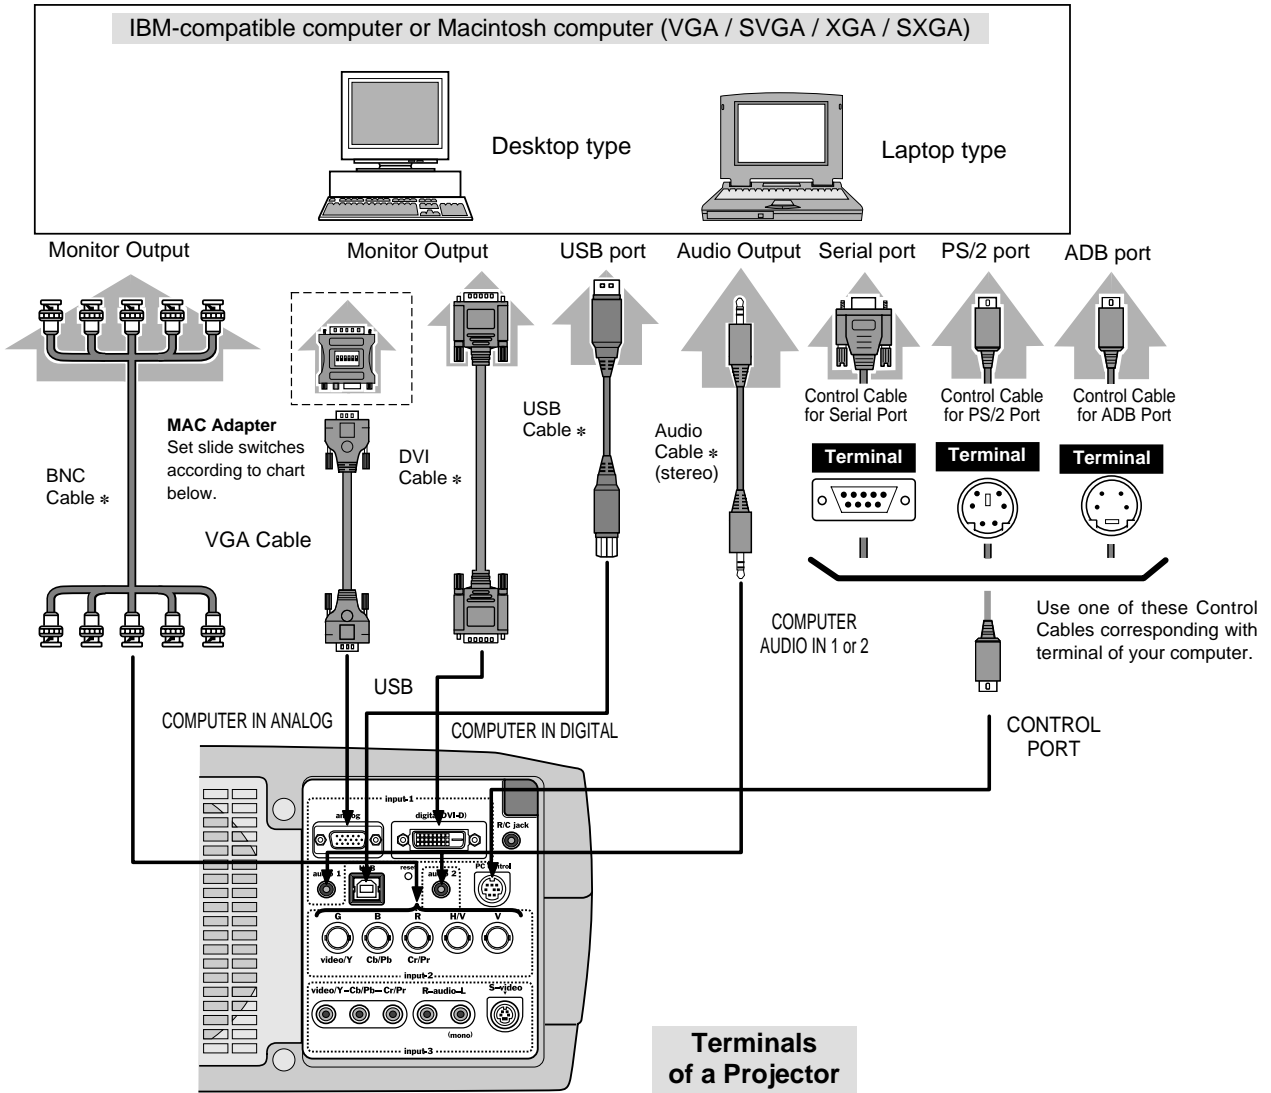 IBM-compatible computer or Macintosh computer (VGA / SVGA / XGA / SXGA)
Desktop type
Laptop type
Monitor Output
Monitor Output
USB port
Audio Output
Serial port
PS/2 port
ADB port
Control Cable
for Serial Port
Control Cable
for PS/2 Port
Control Cable
for ADB Port
MAC Adapter
Set slide switches
according to chart
below.
BNC
Cable *
VGA Cable
DVI
Cable *
USB
Cable *
Audio
Cable *
(stereo)
Terminal
Terminal
Terminal
Use one of these Control
Cables corresponding with
terminal of your computer.
COMPUTER
AUDIO IN 1 or 2
USB
COMPUTER IN ANALOG
COMPUTER IN DIGITAL
CONTROL
PORT
input-1
analog
digital(DVI-D)
R/C jack
audio 1
USB
reset
audio 2
PC control
G
B
R
H/V
V
video/Y
Cb/Pb
Cr/Pr
input-2
video/Y–Cb/Pb–Cr/Pr
R–audio–L
S–video
(mono)
input-3
Terminals
of a Projector